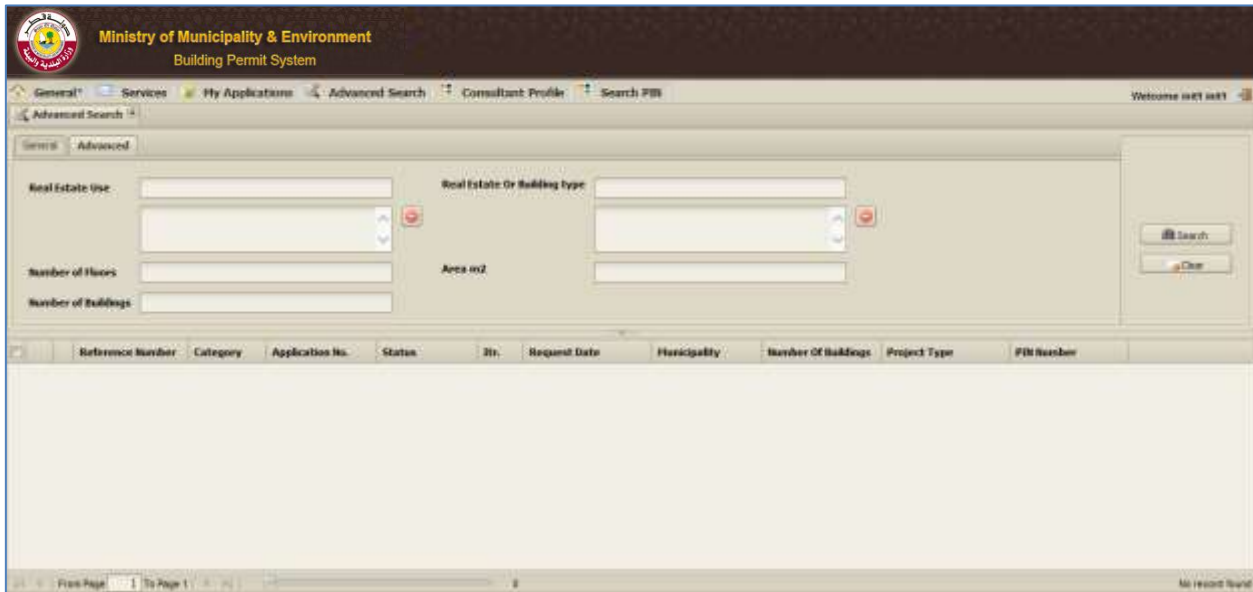 Ministry of Municipality & Environment
Building Permit System
General Services My Applications Advanced Search Consultant Profile Search PIN
Welcome
Advanced Search
General Advanced
Real Estate Use Real Estate Or Building type
Search
Number of Floors Area m2
Clear
Number of Buildings
Reference Number Category Application No. Status Itr. Request Date Municipality Number Of Buildings Project Type PIN Number
From Page 1 To Page 1 No record found